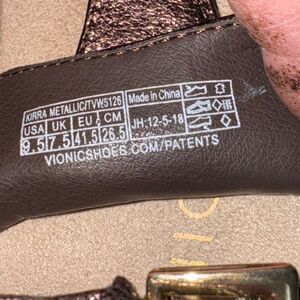 KIRRA METALLIC/TVW5126
USA UK EU CM
9.5 7.5 41.5 26.5
Made in China
JH-12-5-18
VIONICSHOES.COM/PATENTS